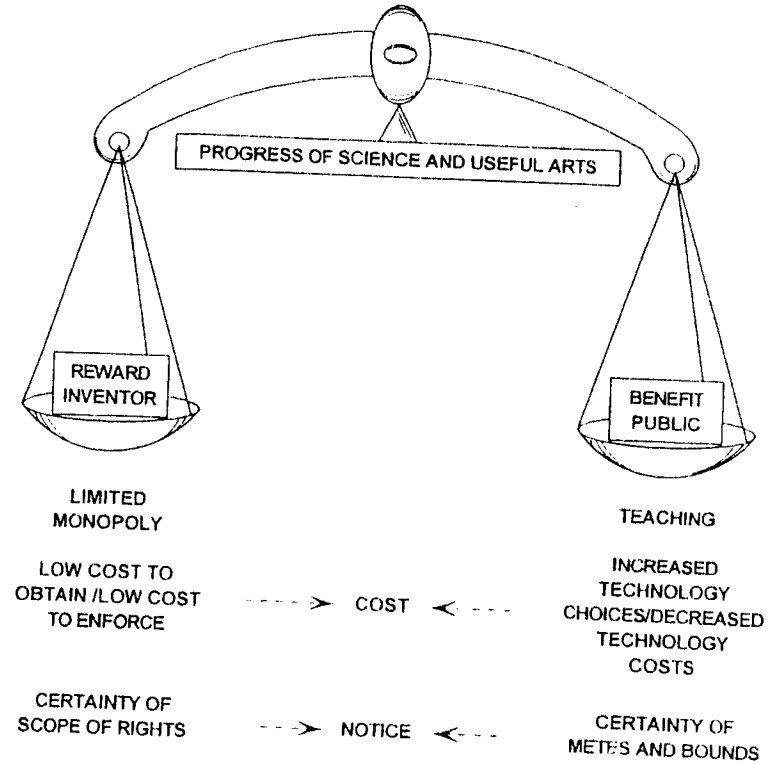 PROGRESS OF SCIENCE AND USEFUL ARTS
REWARD
INVENTOR
BENEFIT
PUBLIC
LIMITED
MONOPOLY
TEACHING
LOW COST TO
OBTAIN /LOW COST
TO ENFORCE
COST
INCREASED
TECHNOLOGY
CHOICES/DECREASED
TECHNOLOGY
COSTS
CERTAINTY OF
SCOPE OF RIGHTS
NOTICE
CERTAINTY OF
METES AND BOUNDS